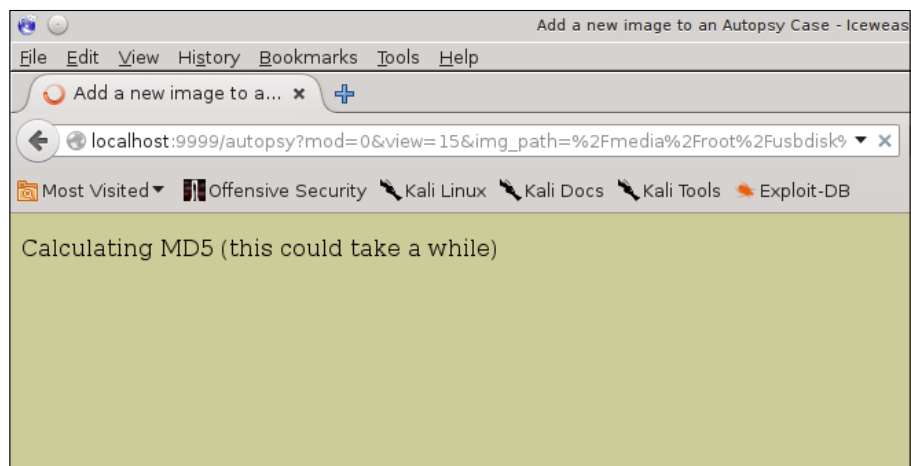 Add a new image to an Autopsy Case - Iceweas
File Edit View History Bookmarks Tools Help
Add a new image to a...
localhost:9999/autopsy?mod=0&view=15&img_path=%2Fmedia%2Froot%2Fusbdisk%
Most Visited Offensive Security Kali Linux Kali Docs Kali Tools Exploit-DB
Calculating MD5 (this could take a while)